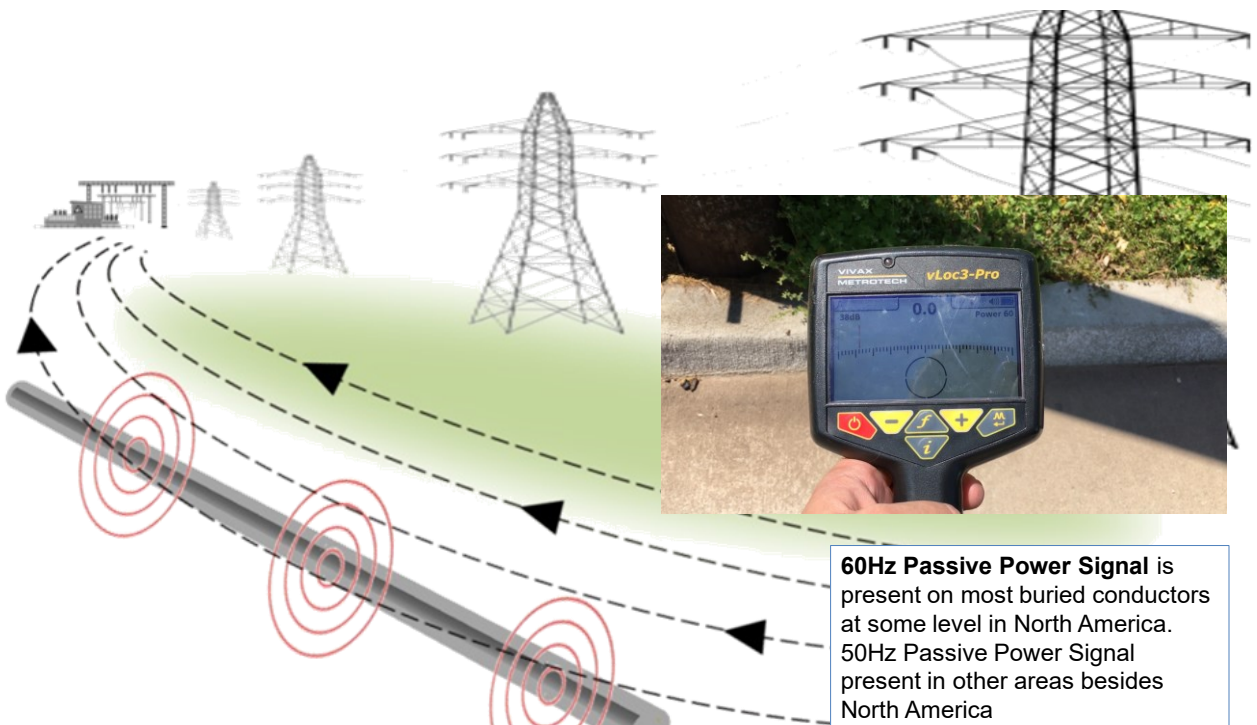 VIVAX
METROTECH
vLoc3-Pro
38dB
0.0
Power 60
f
i
M
60Hz Passive Power Signal is
present on most buried conductors
at some level in North America.
50Hz Passive Power Signal
present in other areas besides
North America